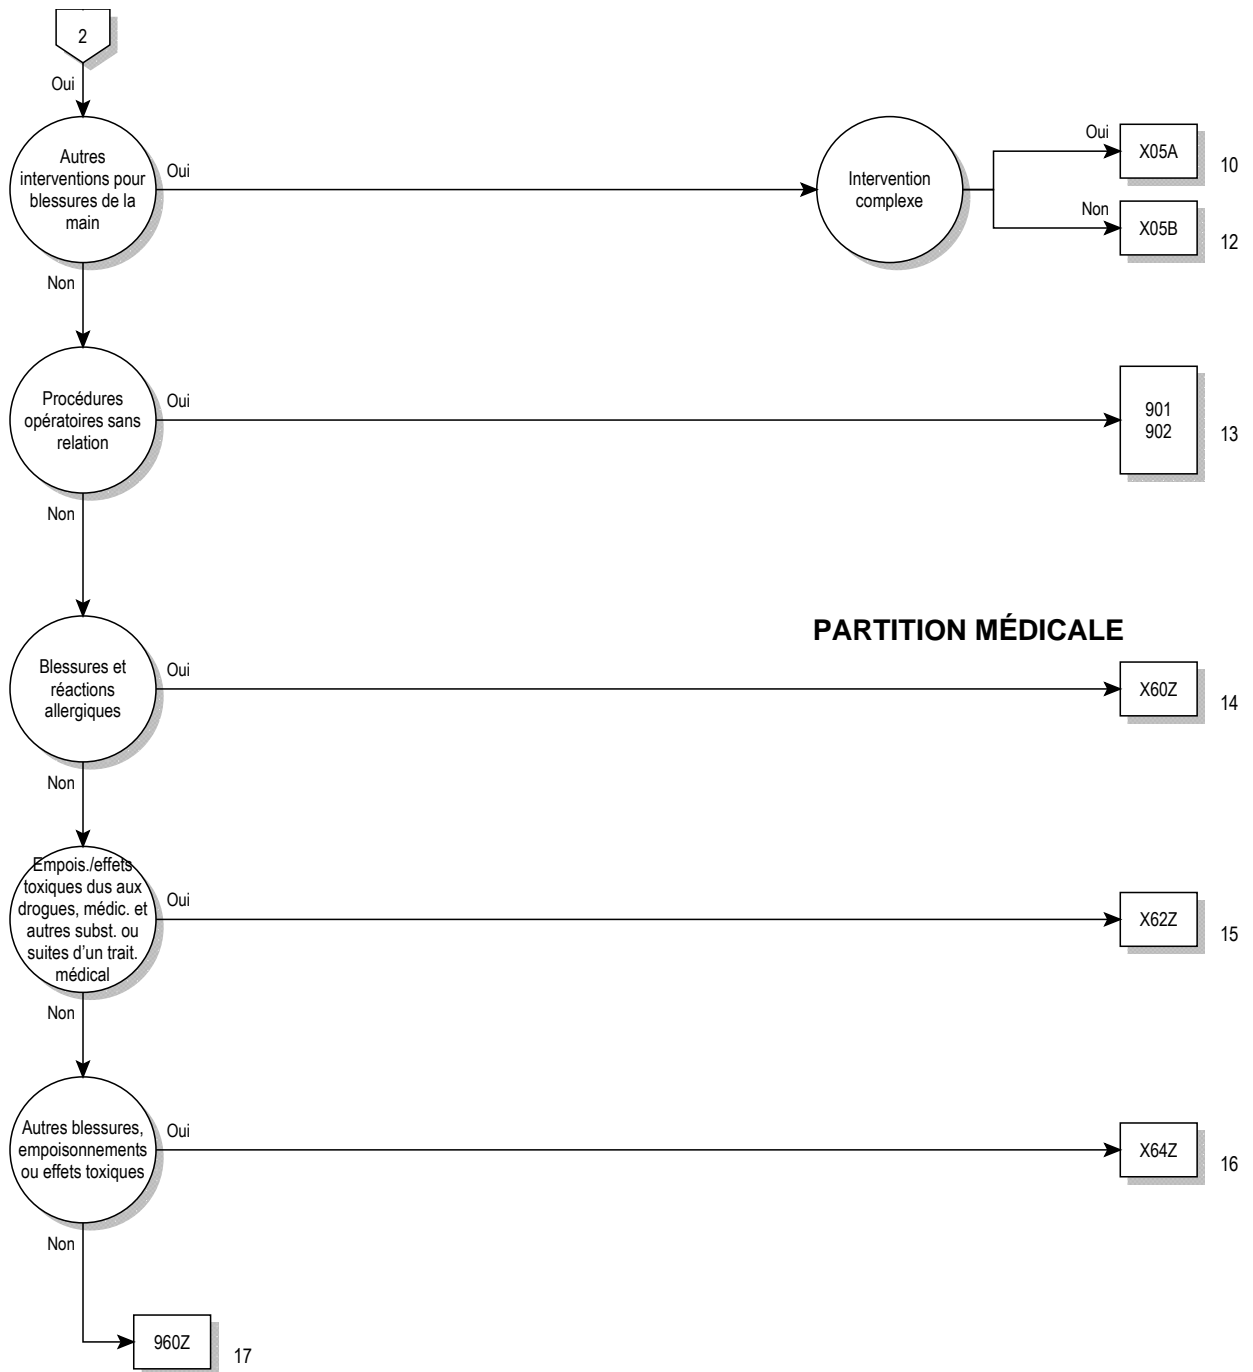 2
Oui
Autres
interventions pour
blessures de la
main
Oui
Intervention
complexe
Oui
X05A
10
Non
X05B
12
Non
Procédures
opératoires sans
relation
Oui
901
902
13
Non
PARTITION MÉDICALE
Blessures et
réactions
allergiques
Oui
X60Z
14
Non
Empois./effets
toxiques dus aux
drogues, médic. et
autres subst. ou
suites d'un trait.
médical
Oui
X62Z
15
Non
Autres blessures,
empoisonnements
ou effets toxiques
Oui
X64Z
16
Non
960Z
17